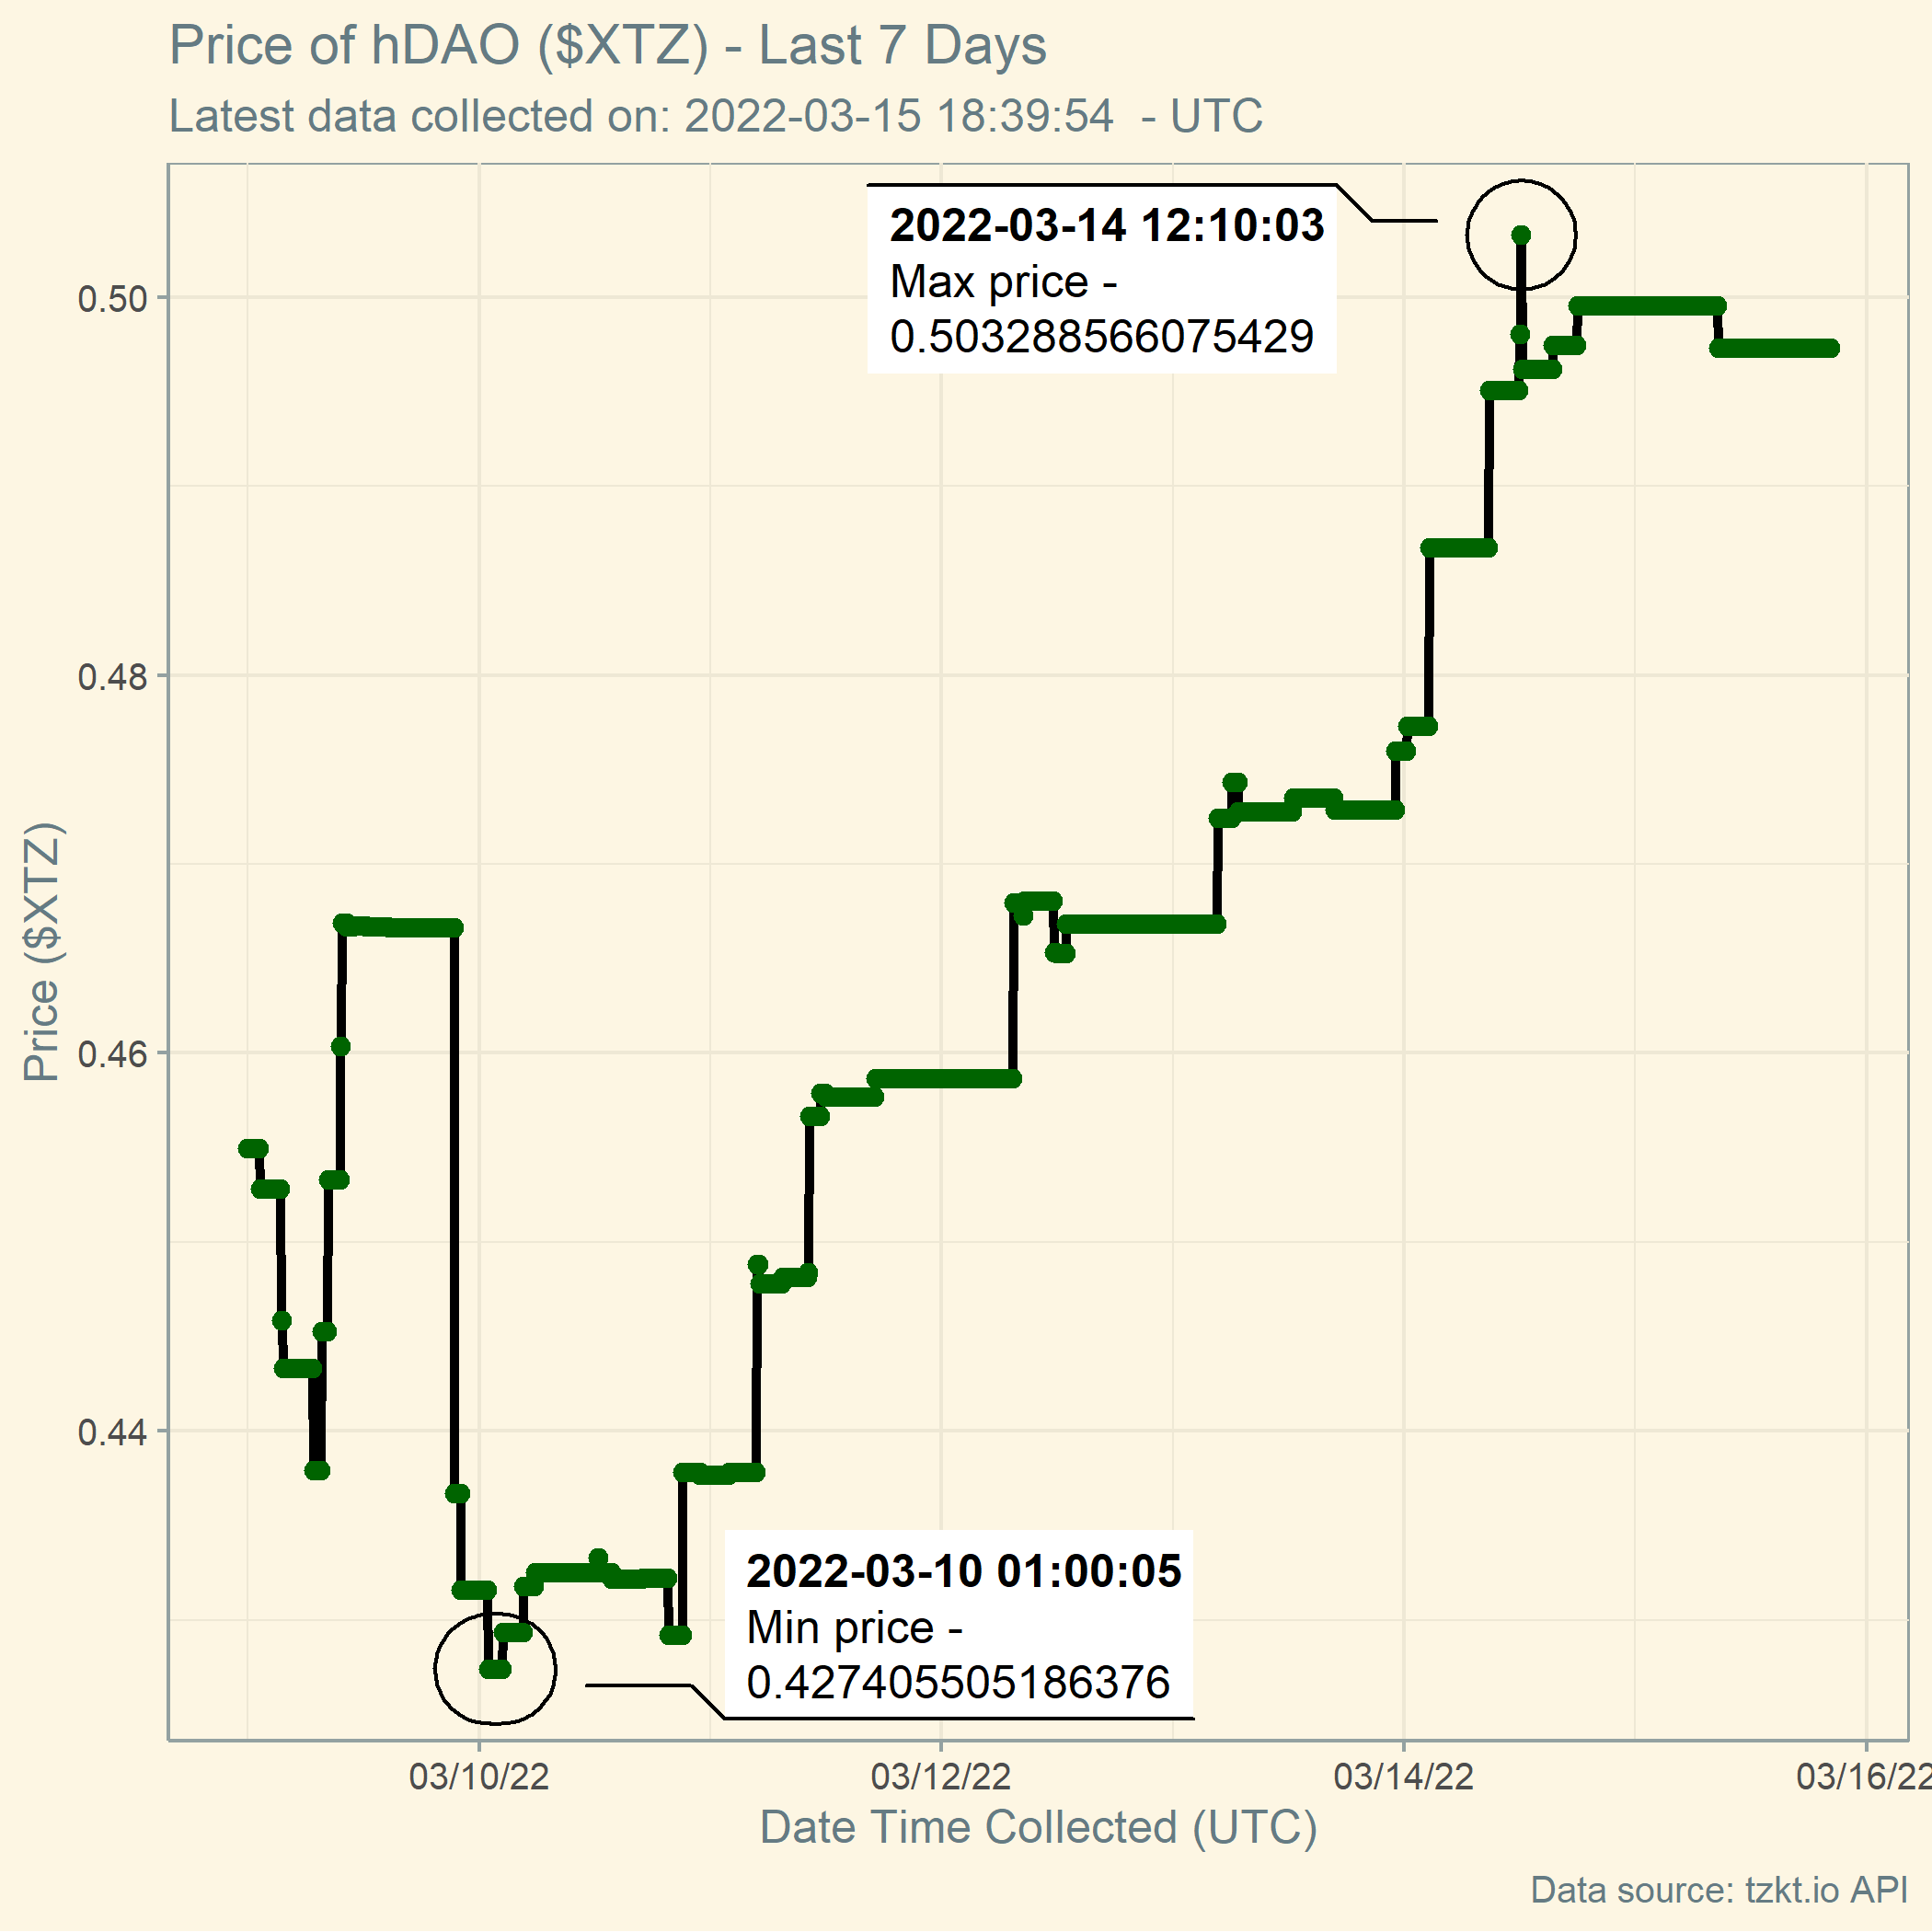 Price of hDAO ($XTZ) - Last 7 Days
Latest data collected on: 2022-03-15 18:39:54  - UTC
2022-03-14 12:10:03
Max price -
0.503288566075429
0.50
0.48
0.46
0.44
Price ($XTZ)
2022-03-10 01:00:05
Min price -
0.427405505186376
03/10/22
03/12/22
03/14/22
03/16/22
Date Time Collected (UTC)
Data source: tzkt.io API